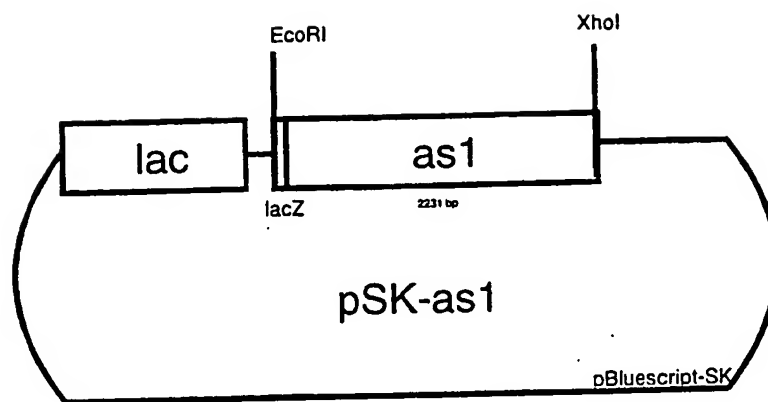 EcoRI
XhoI
lac
as1
lacZ
2231 bp
pSK-as1
pBluescript-SK